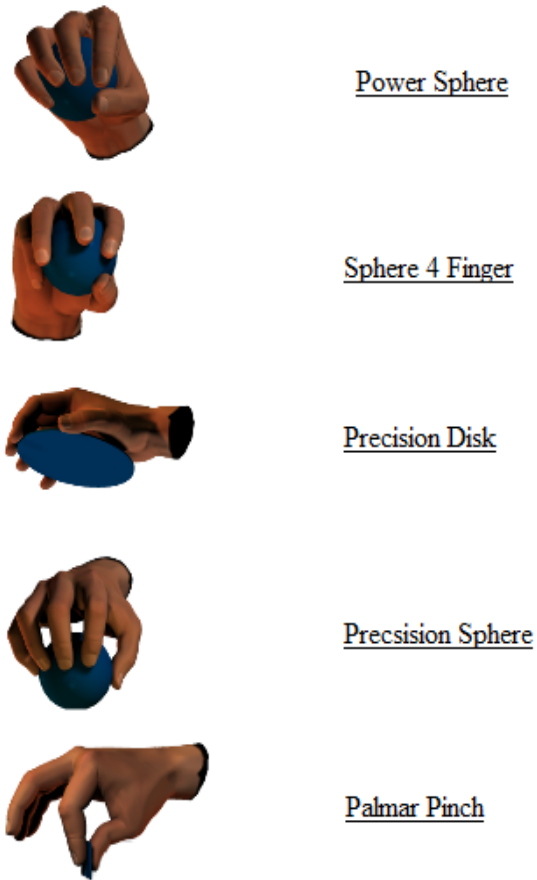 Power Sphere
Sphere 4 Finger
Precision Disk
Precsision Sphere
Palmar Pinch